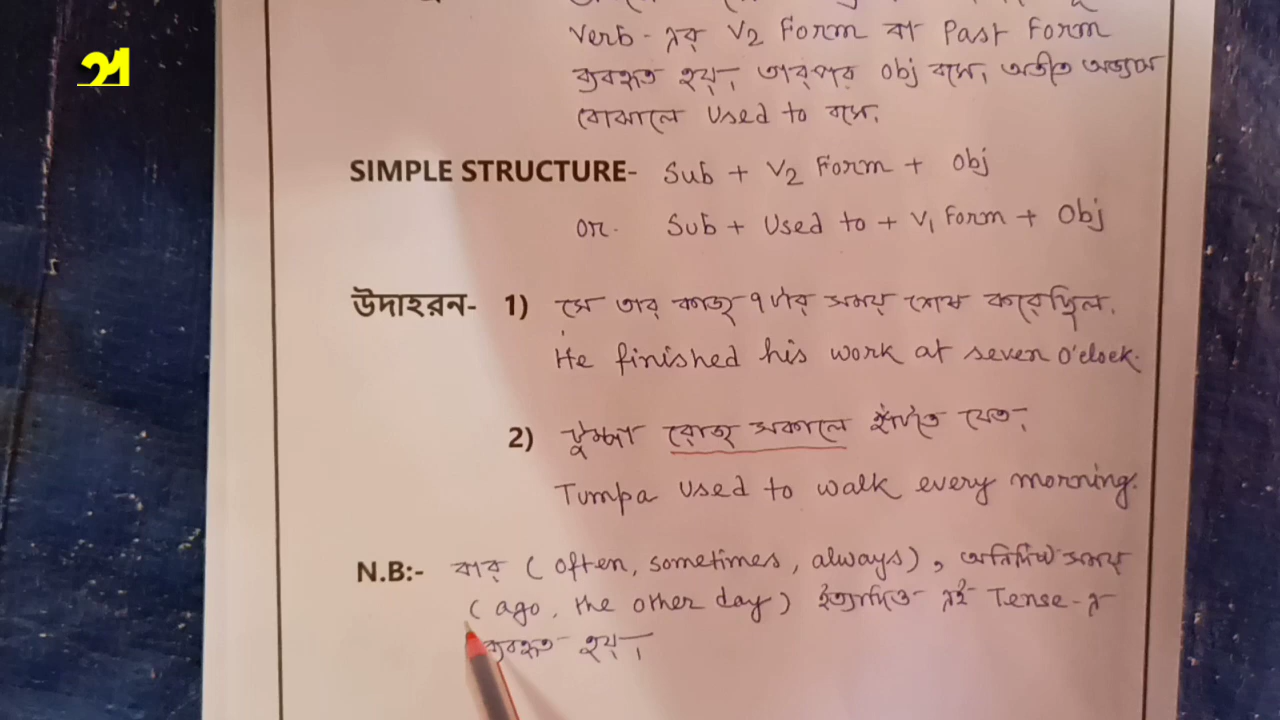 Verb - এর V2 Form বা Past Form
ব্যবহৃত হয়। তারপর Obj বসে। অতীত অভ্যাস
বোঝালে Used to বসে।
SIMPLE STRUCTURE- Sub + V2 Form + Obj
or. Sub + Used to + V1 Form + Obj
উদাহরন- 1) সে তার কাজ ৭ টার সময় শেষ করেছিল।
He finished his work at seven O'clock.
2) টুম্পা রোজ সকালে হাঁটতে যেত।
Tumpa used to walk every morning.
N.B:- বার ( often, sometimes, always), অনির্দিষ্ট সময়
( ago, the other day) ইত্যাদিতে এই Tense-এ
ব্যবহৃত হয়।